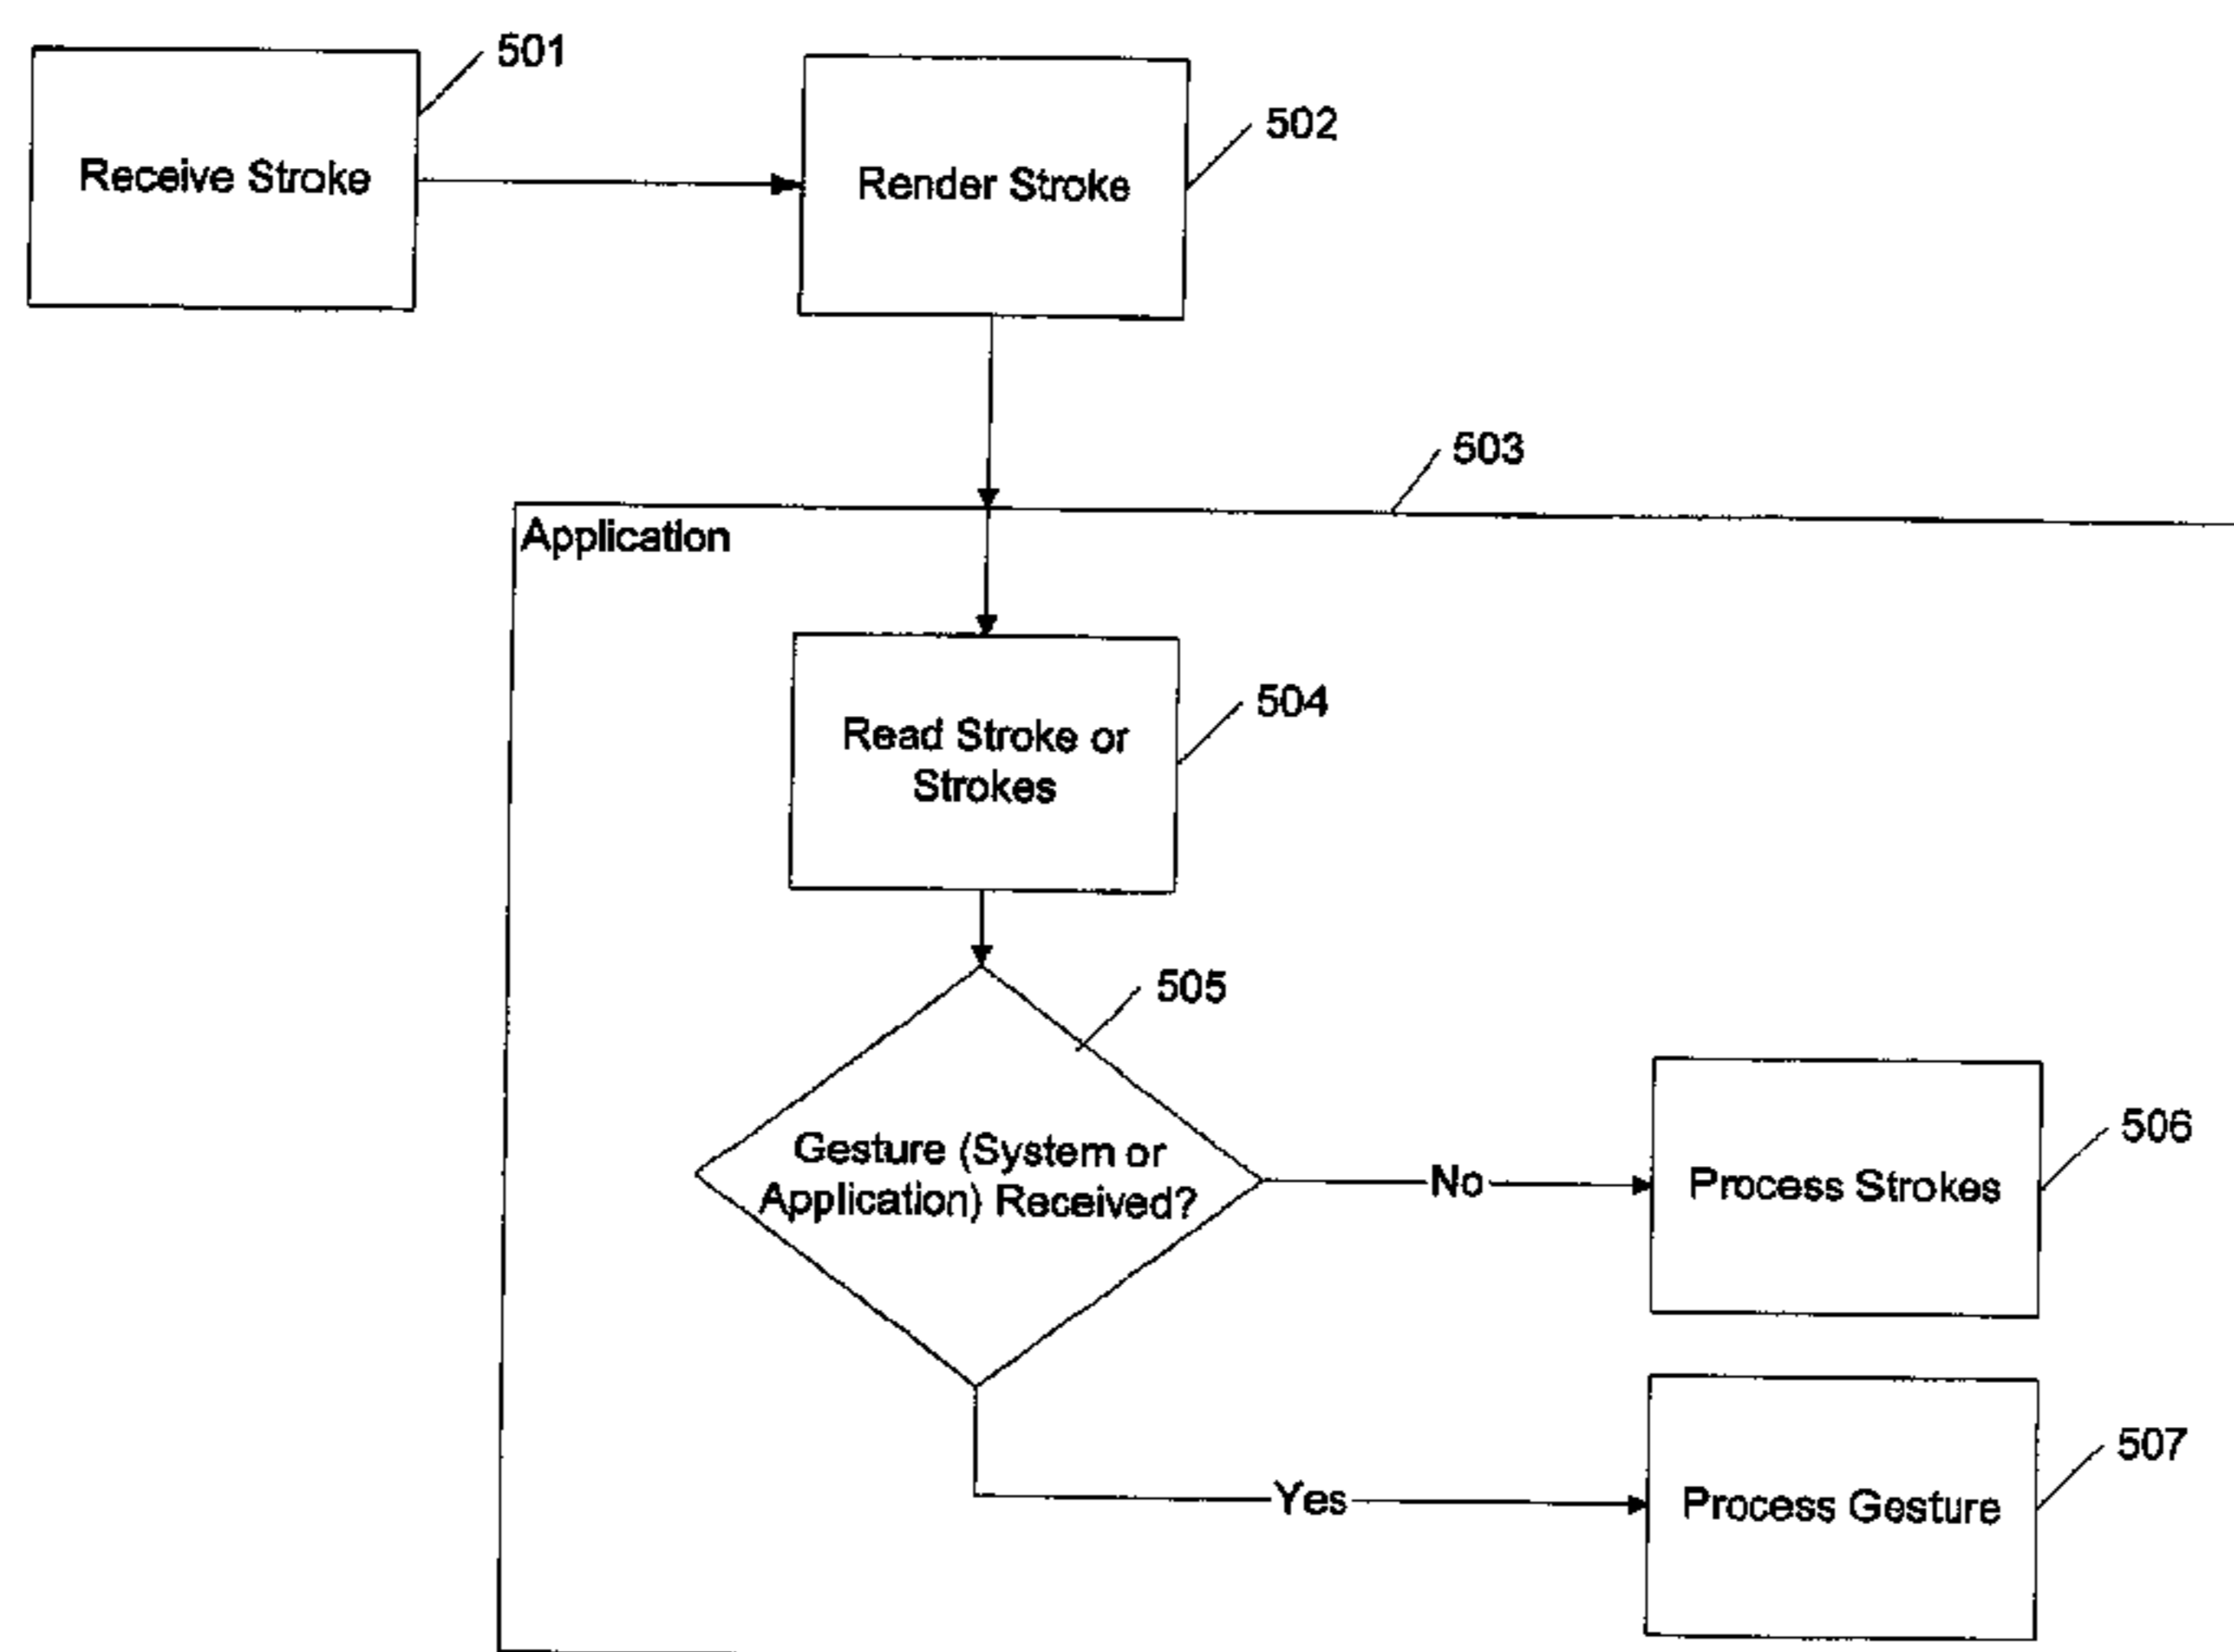 501
Receive Stroke
502
Render Stroke
503
Application
504
Read Stroke or
Strokes
505
Gesture (System or
Application) Received?
No
506
Process Strokes
Yes
507
Process Gesture